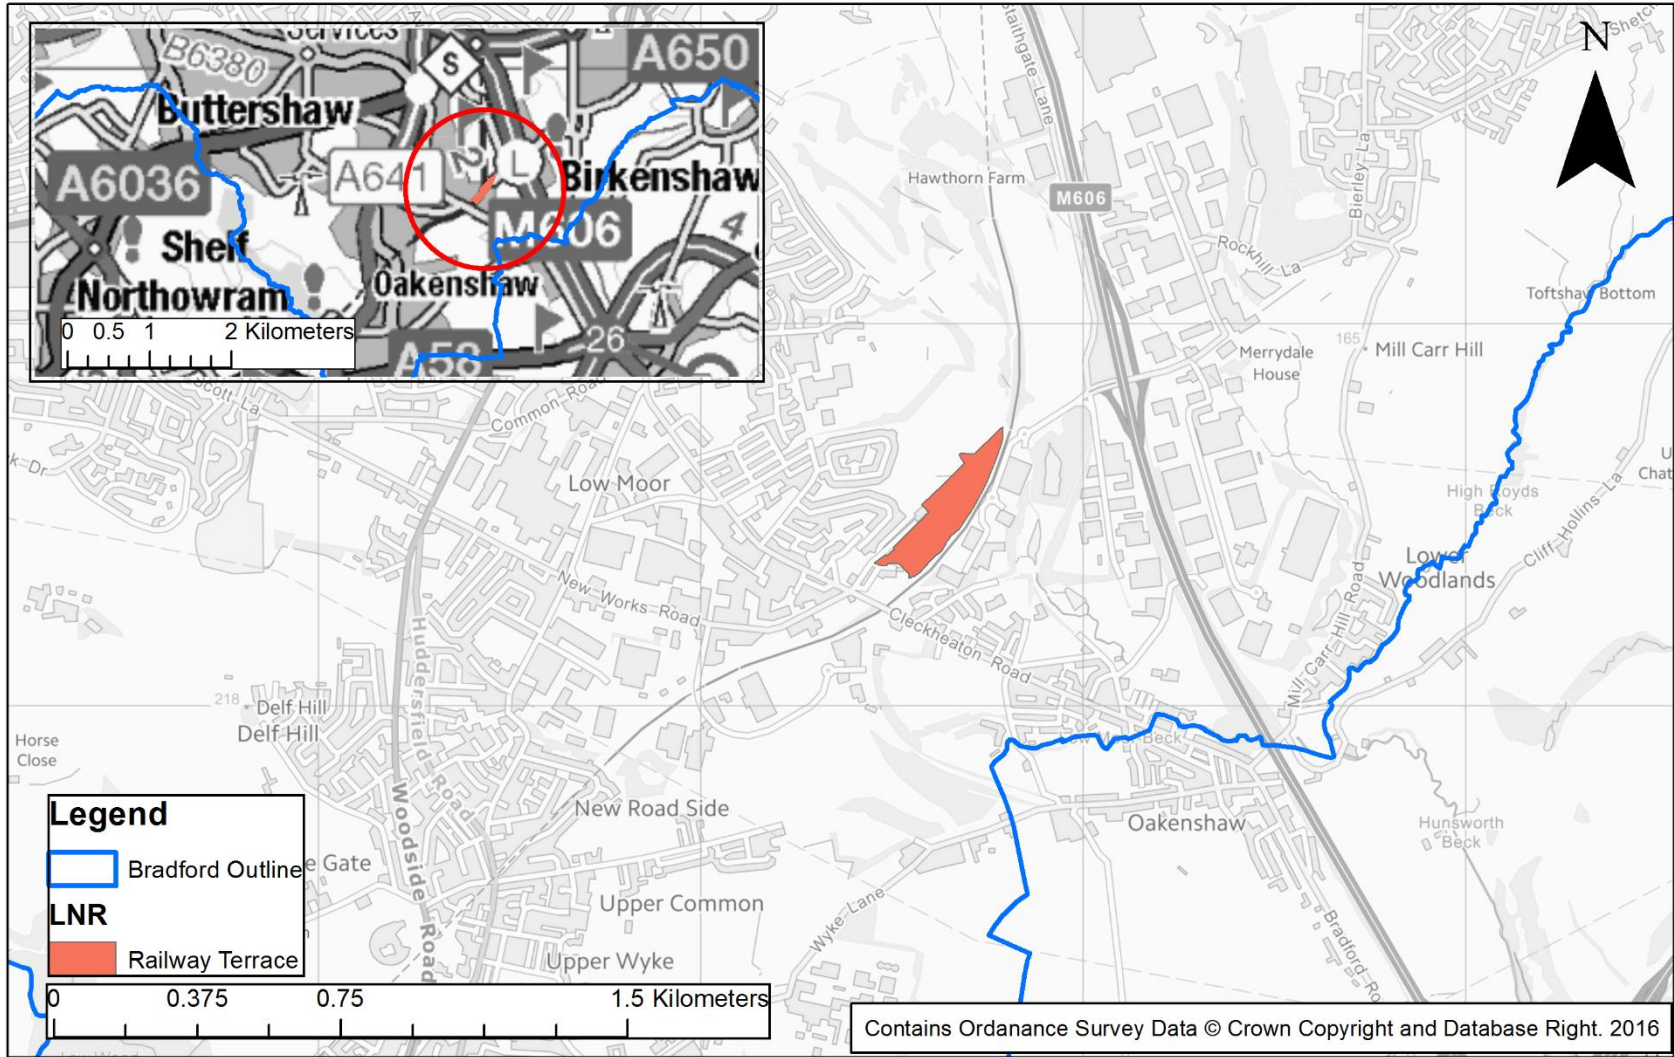 Services
B6380
A650
S
Buttershaw
A6036
A641
2
L
Birkenshaw
M606
4
Shelf
Northowram
Oakenshaw
A58
26
0 0.5 1 2 Kilometers
N
Staithgate Lane
Hawthorn Farm
M606
Bierley La
Rockhill La
Toftshaw Bottom
165 Mill Carr Hill
Merrydale
House
Common Road
Low Moor
High Royds
Beck
Cliff Hollins La
Lower
Woodlands
New Works Road
Cleckheaton Road
Mill Carr Hill Road
Huddersfield Road
218 Delf Hill
Delf Hill
Horse
Close
Low Moor Beck
New Road Side
Oakenshaw
Hunsworth
Beck
Woodside Road
e Gate
Upper Common
Wyke Lane
Bradford Ro
Upper Wyke
Legend
Bradford Outline
LNR
Railway Terrace
0 0.375 0.75 1.5 Kilometers
Contains Ordanance Survey Data © Crown Copyright and Database Right. 2016